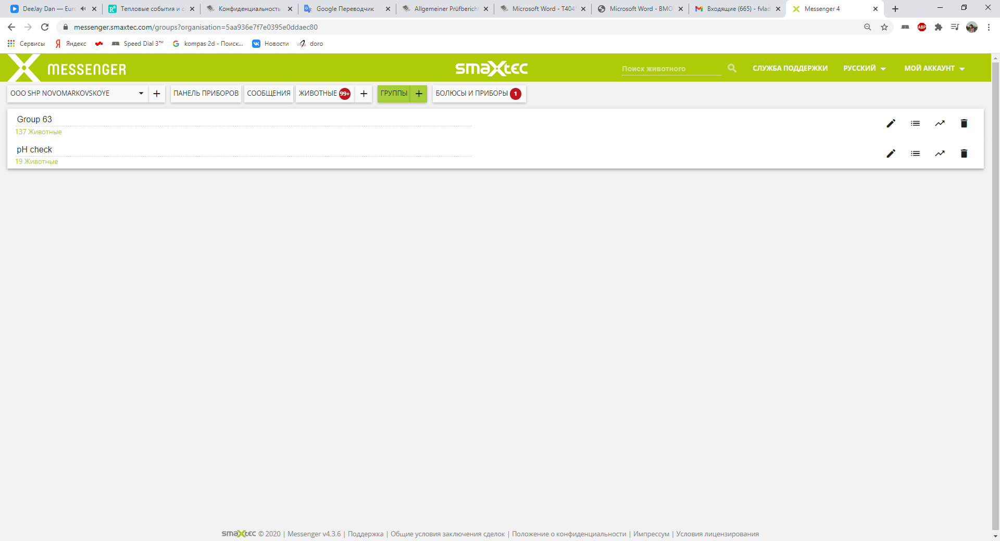 DeeJay Dan — Euro
Тепловые события и с
Конфиденциальность
Google Переводчик
Allgemeiner Prüfbericht
Microsoft Word - T404
Microsoft Word - BMO
Входящие (665) - fvlad
Messenger 4
messenger.smaxtec.com/groups?organisation=5aa936e7f7e0395e0ddaec80
ABP
Сервисы
Яндекс
Speed Dial 3™
kompas 2d - Поиск...
Новости
doro
MESSENGER
smaXtec
Поиск животного
СЛУЖБА ПОДДЕРЖКИ
РУССКИЙ
МОЙ АККАУНТ
OOO SHP NOVOMARKOVSKOYE
ПАНЕЛЬ ПРИБОРОВ
СООБЩЕНИЯ
ЖИВОТНЫЕ 99+
ГРУППЫ
БОЛЮСЫ И ПРИБОРЫ 1
Group 63
137 Животные
pH check
19 Животные
smaXtec © 2020 | Messenger v4.3.6 | Поддержка | Общие условия заключения сделок | Положение о конфиденциальности | Импрессум | Условия лицензирования